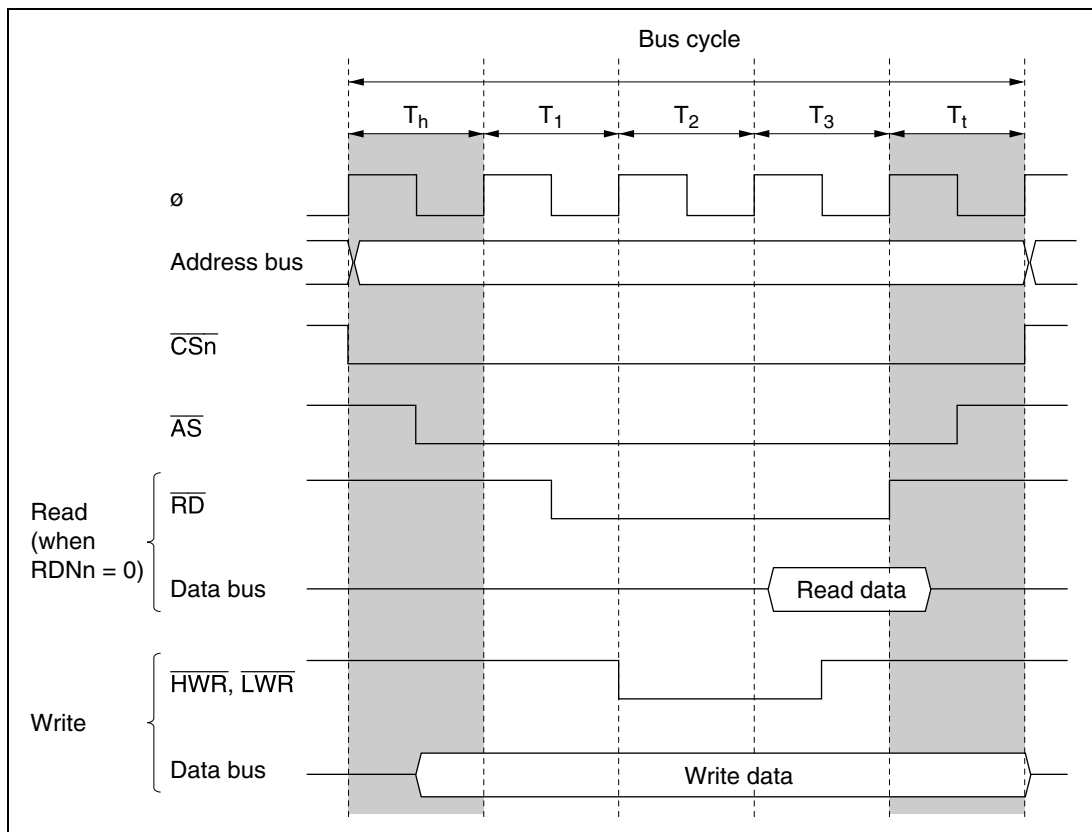 Bus cycle
Th T1 T2 T3 Tt
ø
Address bus
CSn
AS
Read
(when
RDNn = 0)
RD
Data bus
Read data
Write
HWR, LWR
Data bus
Write data